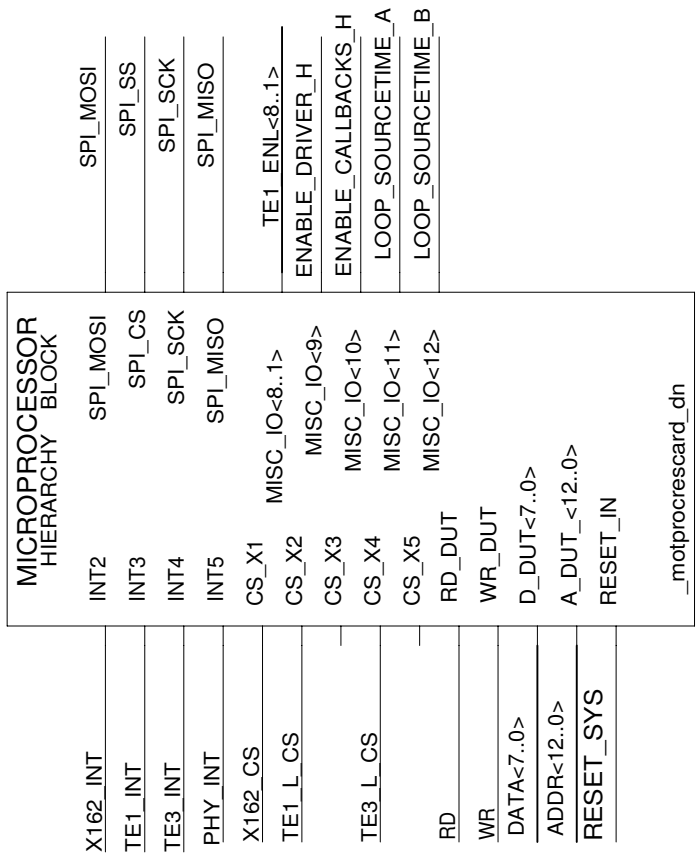 MICROPROCESSOR
HIERARCHY BLOCK
X162_INT INT2 SPI_MOSI SPI_MOSI
TE1_INT INT3 SPI_CS SPI_SS
TE3_INT INT4 SPI_SCK SPI_SCK
PHY_INT INT5 SPI_MISO SPI_MISO
X162_CS CS_X1
MISC_IO<8..1> TE1_ENL<8..1>
TE1_L_CS CS_X2
MISC_IO<9> ENABLE_DRIVER_H
CS_X3
MISC_IO<10> ENABLE_CALLBACKS_H
TE3_L_CS CS_X4
MISC_IO<11> LOOP_SOURCETIME_A
CS_X5
MISC_IO<12> LOOP_SOURCETIME_B
RD RD_DUT
WR WR_DUT
DATA<7..0> D_DUT<7..0>
ADDR<12..0> A_DUT_<12..0>
RESET_SYS RESET_IN
_motprocrescard_dn